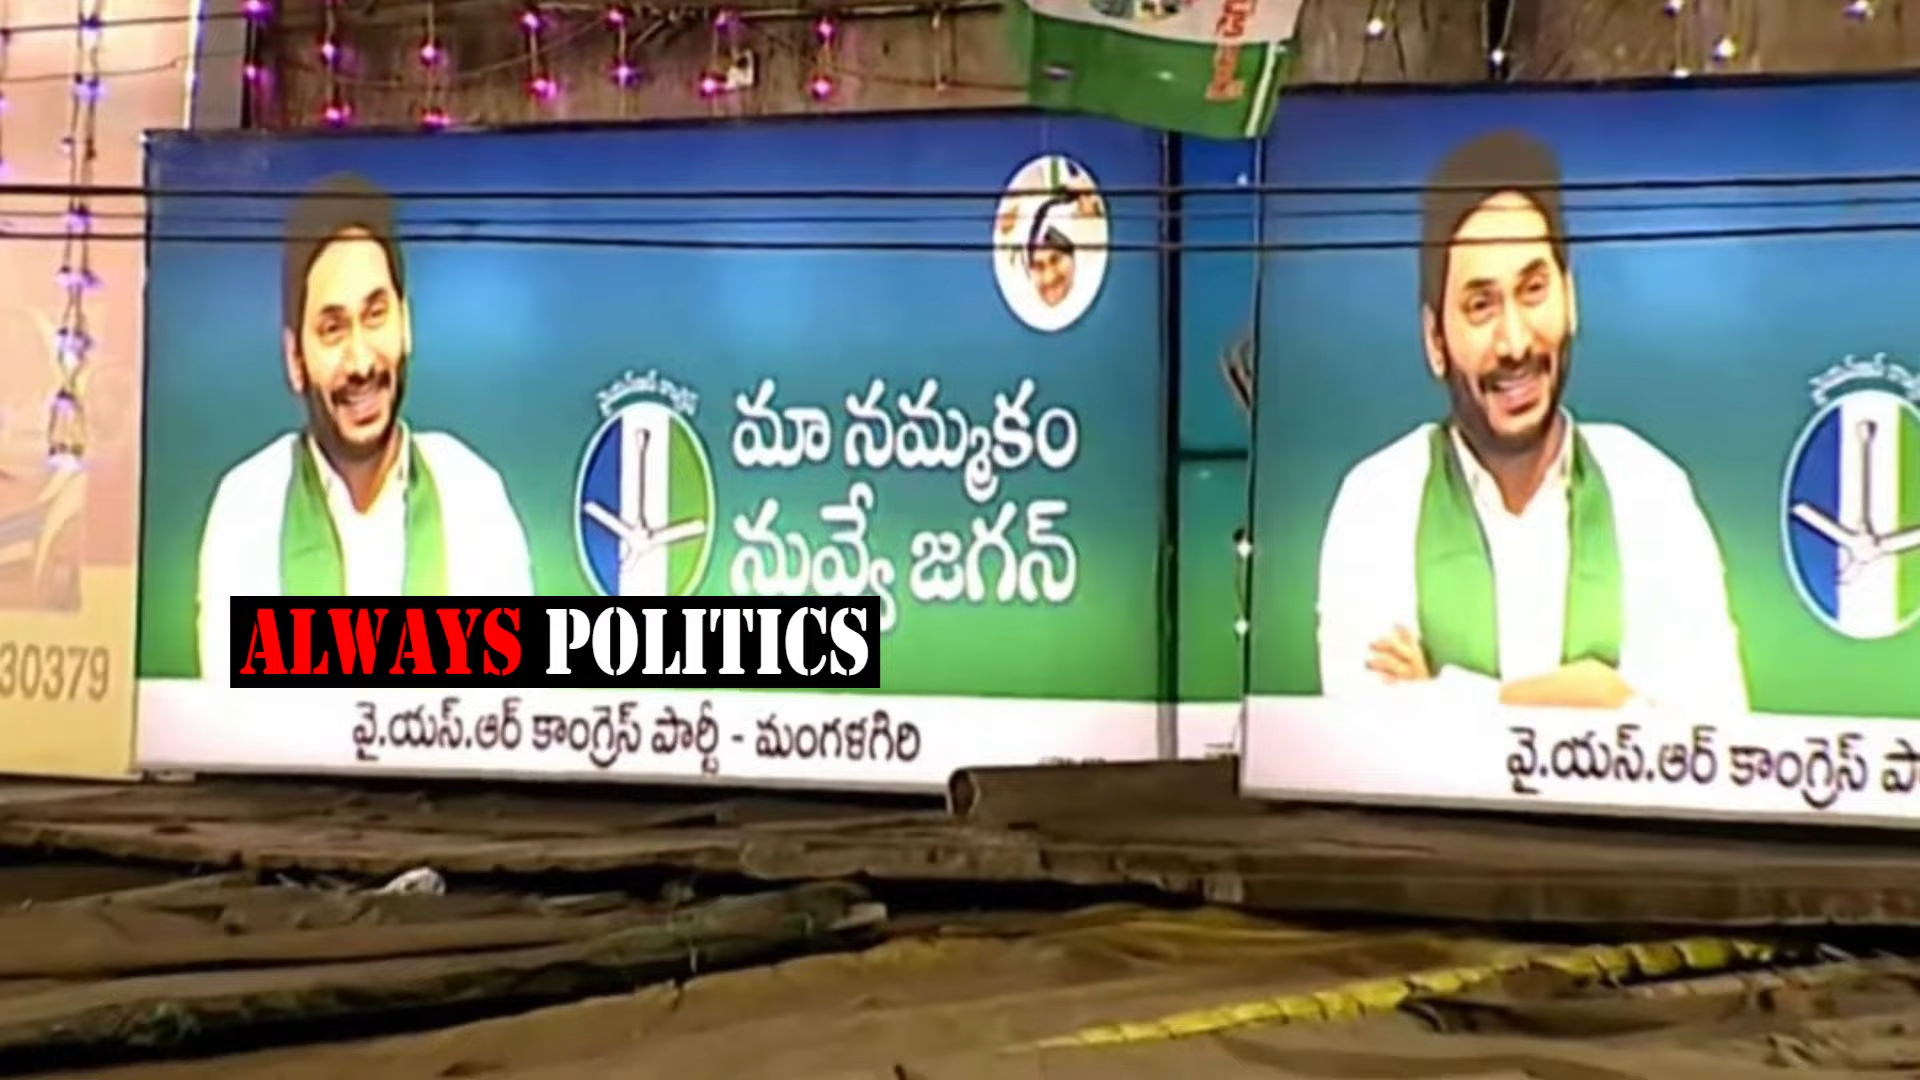 మా నమ్మకం
నువ్వే జగన్
ALWAYS POLITICS
వై.యస్.ఆర్ కాంగ్రెస్ పార్టీ - మంగళగిరి
30379
వై.యస్.ఆర్ కాంగ్రెస్ పా